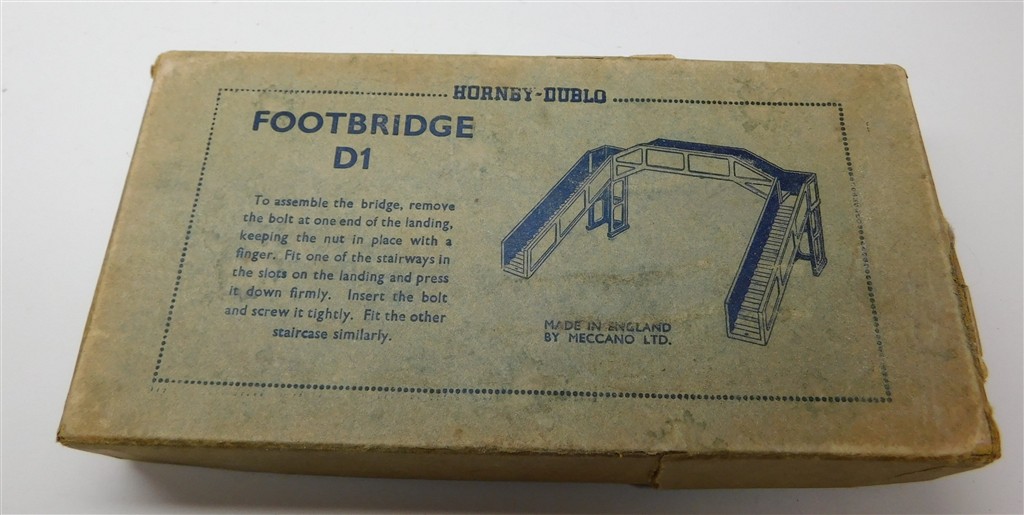 HORNBY-DUBLO
FOOTBRIDGE
D1
To assemble the bridge, remove
the bolt at one end of the landing,
keeping the nut in place with a
finger. Fit one of the stairways in
the slots on the landing and press
it down firmly. Insert the bolt
and screw it tightly. Fit the other
staircase similarly.
MADE IN ENGLAND
BY MECCANO LTD.